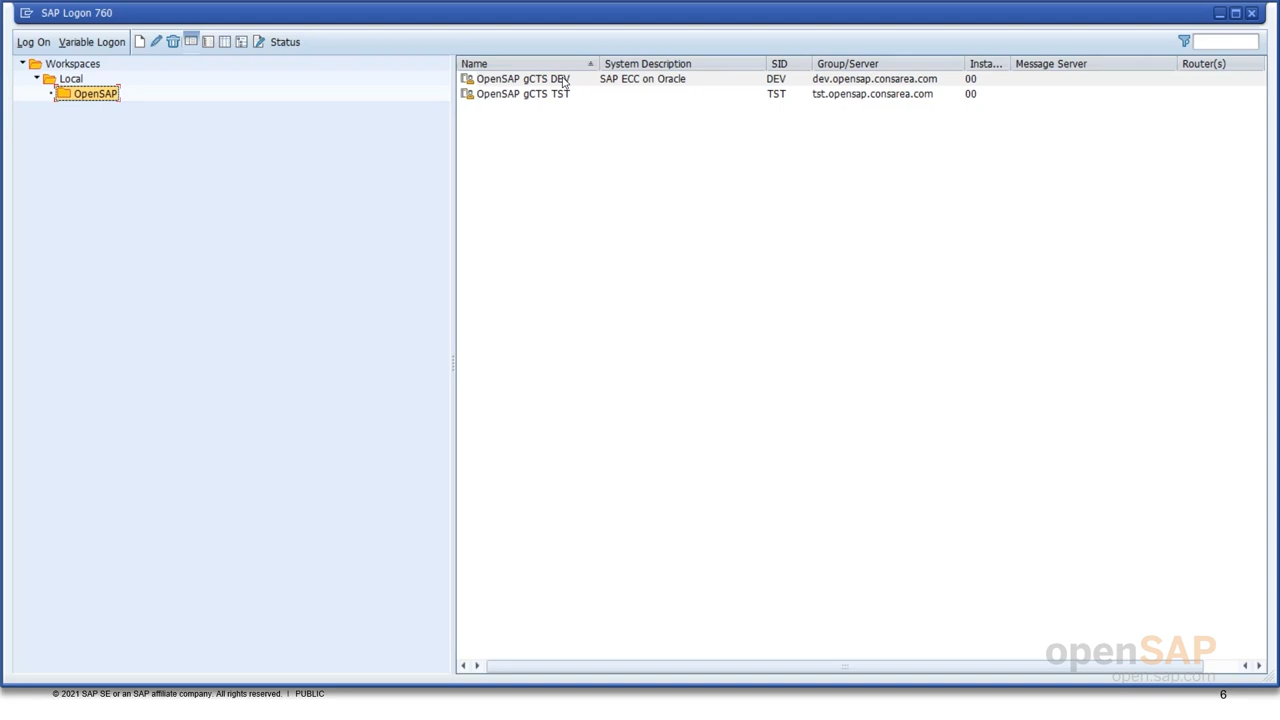 SAP Logon 760
Log On Variable Logon Status
Workspaces
Local
OpenSAP
Name System Description SID Group/Server Insta... Message Server Router(s)
OpenSAP gCTS DEV SAP ECC on Oracle DEV dev.opensap.consarea.com 00
OpenSAP gCTS TST TST tst.opensap.consarea.com 00
openSAP
open.sap.com
© 2021 SAP SE or an SAP affiliate company. All rights reserved. | PUBLIC 6